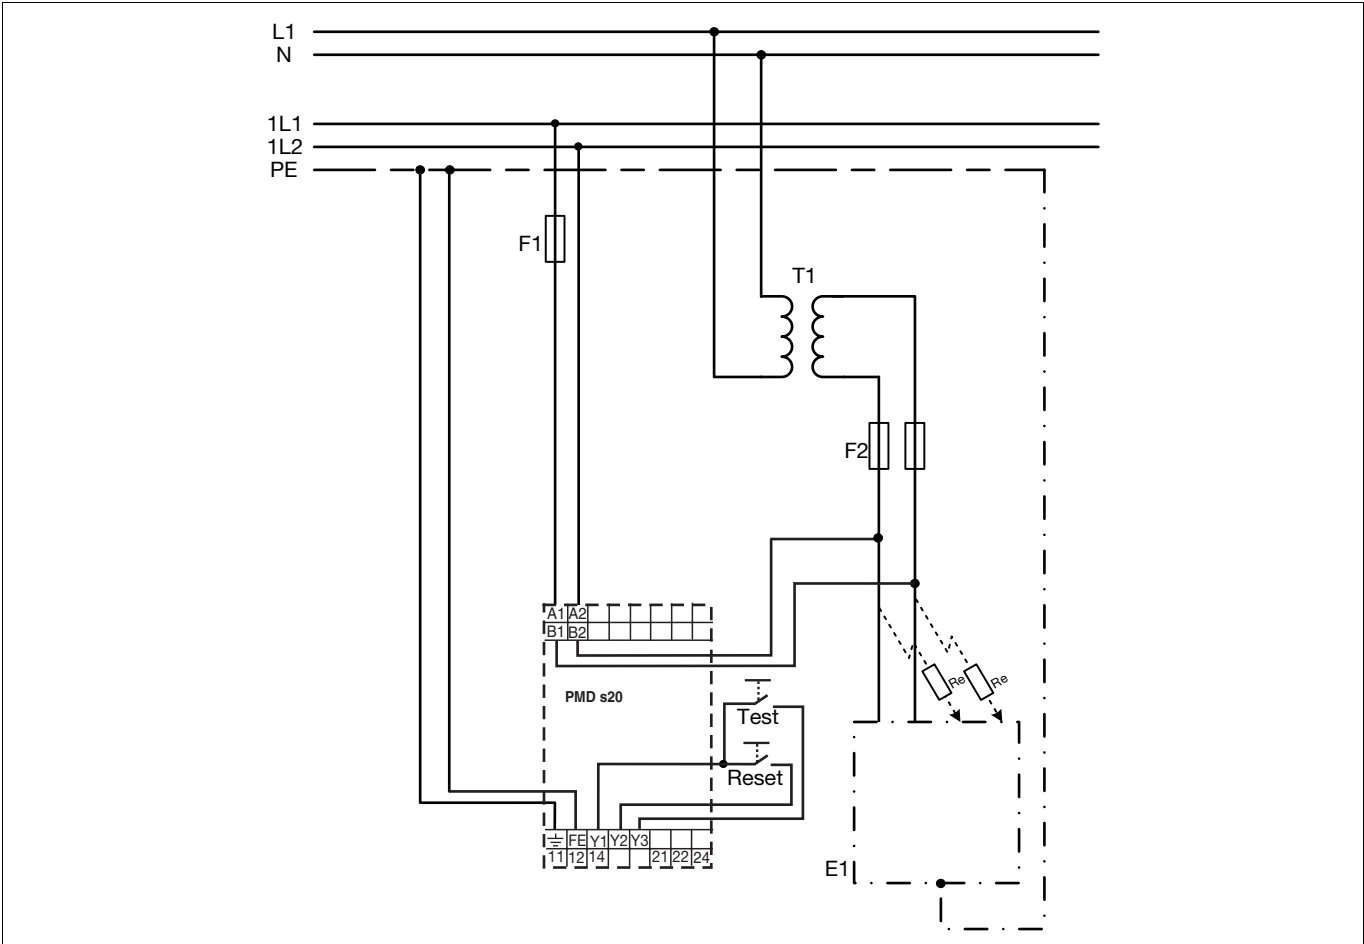 L1
N
1L1
1L2
PE
F1
T1
F2
A1 A2
B1 B2
Re Re
PMD s20
Test
Reset
FE Y1 Y2 Y3
11 12 14 21 22 24
E1